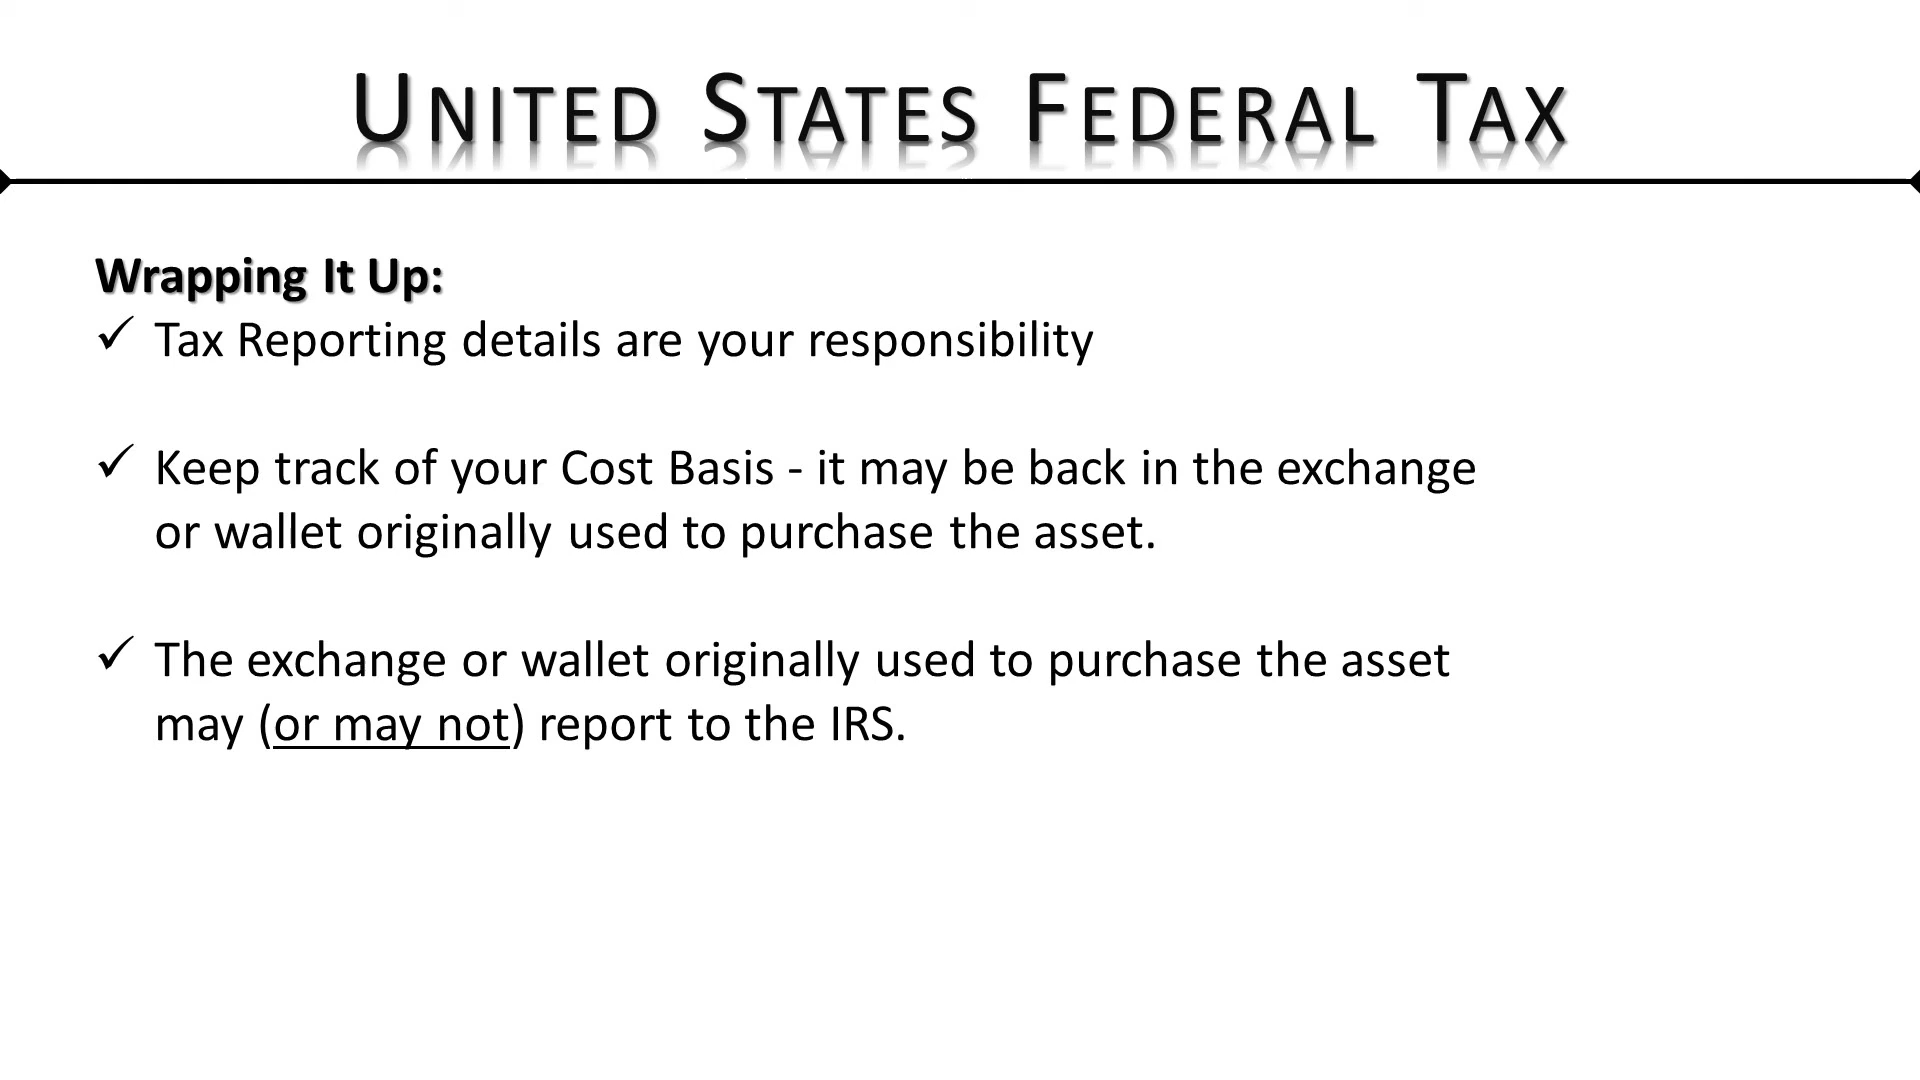 UNITED STATES FEDERAL TAX
Wrapping It Up:
✓ Tax Reporting details are your responsibility
✓ Keep track of your Cost Basis - it may be back in the exchange
or wallet originally used to purchase the asset.
✓ The exchange or wallet originally used to purchase the asset
may (or may not) report to the IRS.